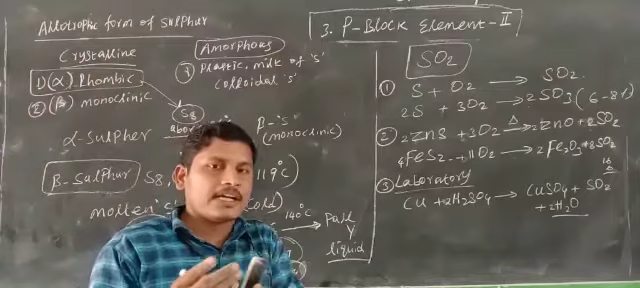 Allotropic form of sulphur
Crystalline
1) (α) Rhombic
2) (β) monoclinic
Amorphous
① Plastic, milk of 's'
colloidal 's'
S8
α-Sulpher
β-'s'
(monoclinic)
β-Sulphur S8, 119°C)
molten
140°C → Pale
Y
liquid
3. P-Block Element-II
SO2
① S + O2 → SO2.
2S + 3O2 → 2SO3 (6-8%)
② 2ZnS + 3O2 △→ 2ZnO + 2SO2
4FeS2 + 11O2 → 2Fe2O3 + 8SO2
③ Laboratory
Cu + 2H2SO4 → CuSO4 + SO2
+ 2H2O